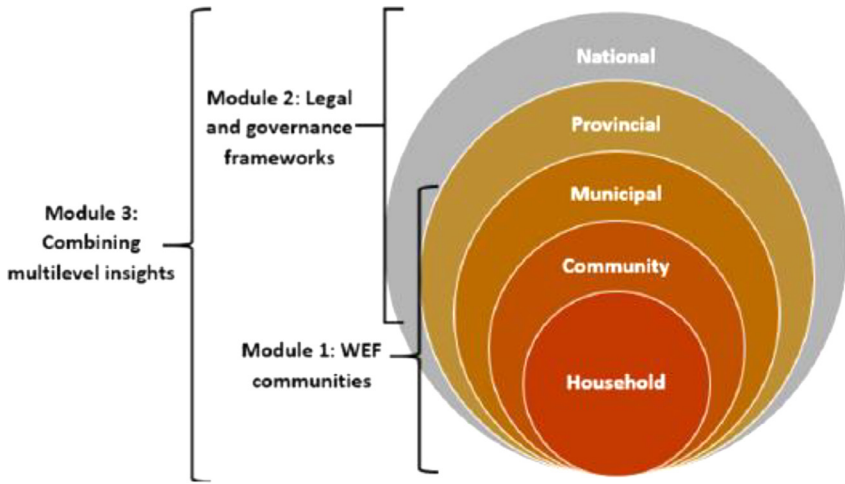 National
Module 2: Legal
and governance
frameworks
Provincial
Municipal
Module 3:
Combining
multilevel insights
Community
Module 1: WEF
communities
Household